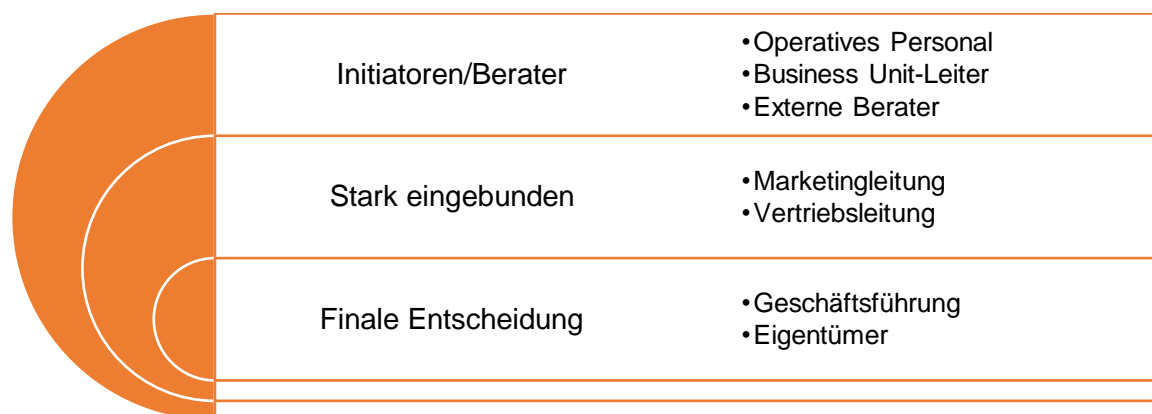 Initiatoren/Berater
•Operatives Personal
•Business Unit-Leiter
•Externe Berater
Stark eingebunden
•Marketingleitung
•Vertriebsleitung
Finale Entscheidung
•Geschäftsführung
•Eigentümer